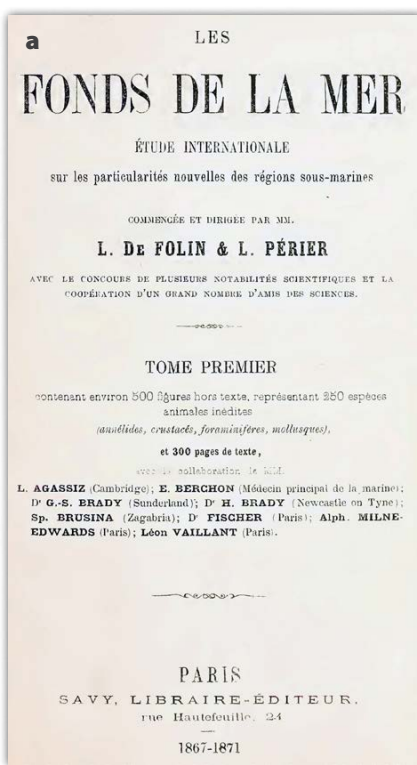 a
LES
FONDS DE LA MER
ÉTUDE INTERNATIONALE
sur les particularités nouvelles des régions sous-marines
COMMENCÉE ET DIRIGÉE PAR MM.
L. DE FOLIN & L. PÉRIER
AVEC LE CONCOURS DE PLUSIEURS NOTABILITÉS SCIENTIFIQUES ET LA
COOPÉRATION D'UN GRAND NOMBRE D'AMIS DES SCIENCES.
TOME PREMIER
contenant environ 500 figures hors texte, représentant 250 espèces
animales inédites
(annélides, crustacés, foraminifères, mollusques),
et 300 pages de texte,
avec la collaboration de MM.
L. AGASSIZ (Cambridge); E. BERCHON (Médecin principal de la marine);
Dr G.-S. BRADY (Sunderland); Dr H. BRADY (Newcastle on Tyne);
Sp. BRUSINA (Zagabria); Dr FISCHER (Paris); Alph. MILNE-
EDWARDS (Paris); Léon VAILLANT (Paris).
PARIS
SAVY, LIBRAIRE-ÉDITEUR,
rue Hautefeuille, 24
1867-1871